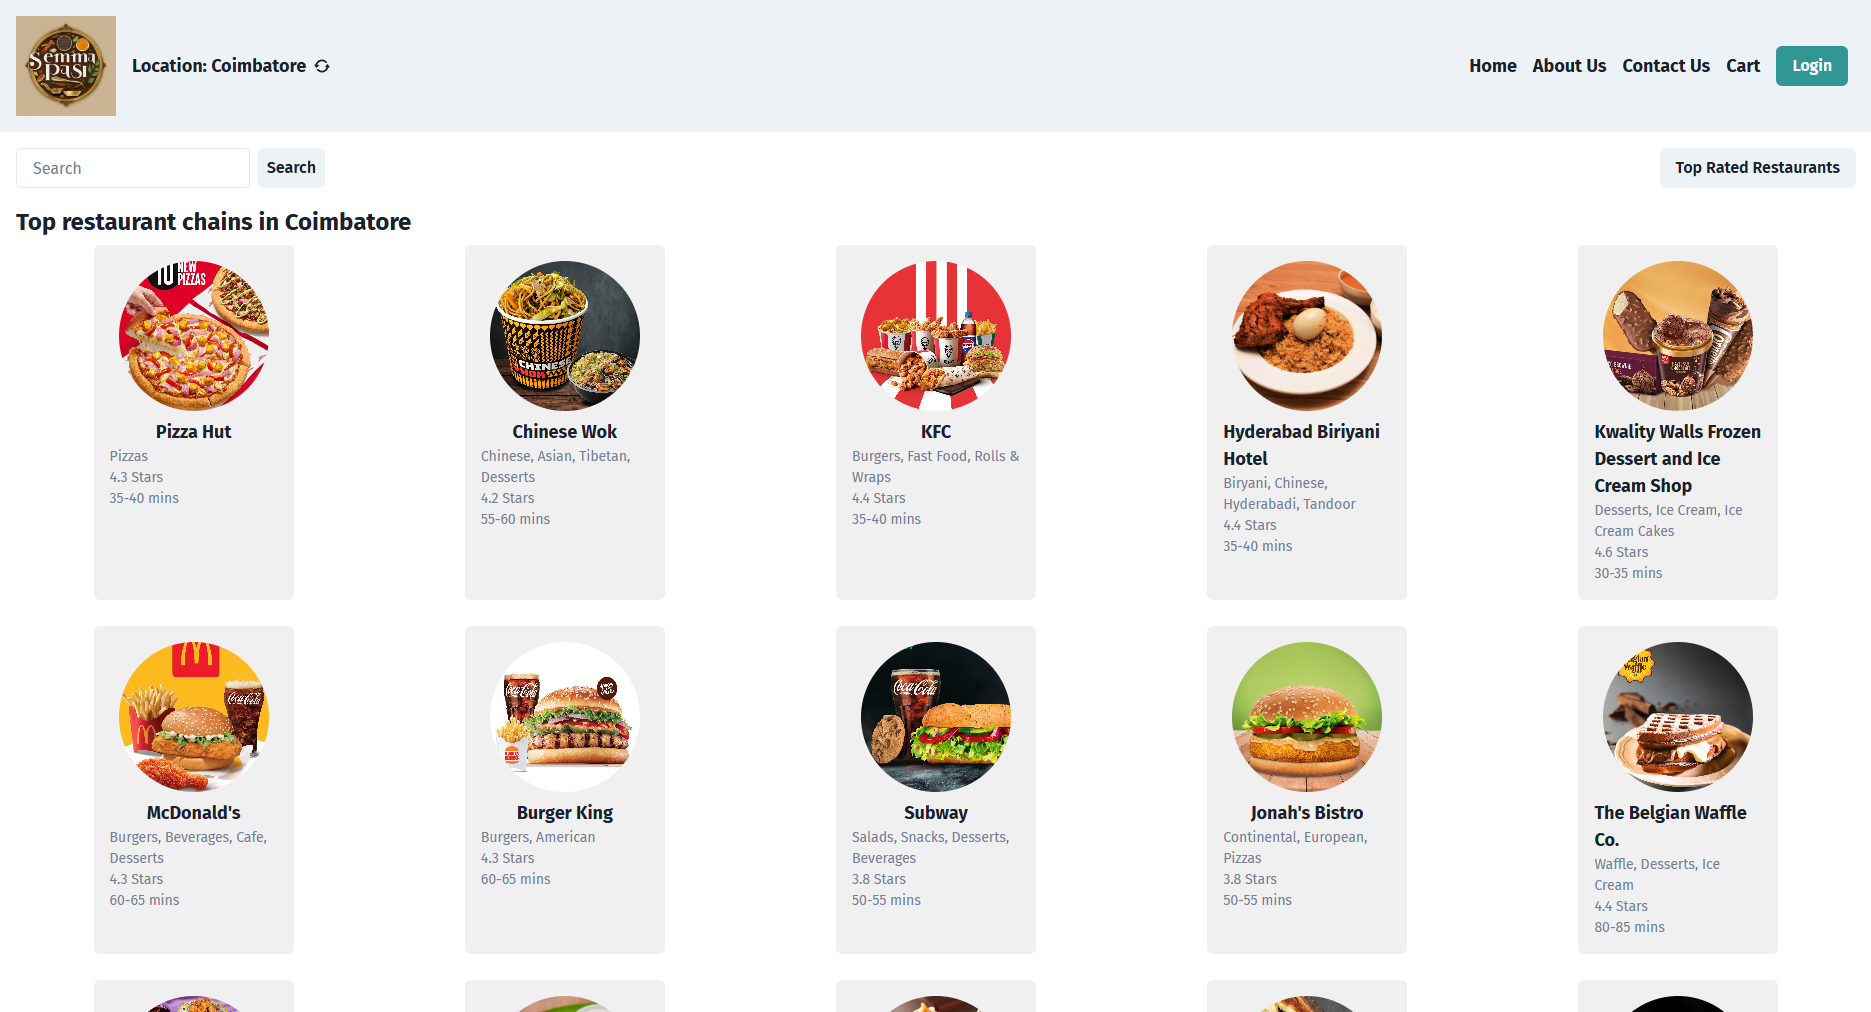 Semma
Pasi
Location: Coimbatore
Home
About Us
Contact Us
Cart
Login
Search
Search
Top Rated Restaurants
Top restaurant chains in Coimbatore
10 NEW
PIZZAS
CHINESE
WOK
Pizza Hut
Pizzas
4.3 Stars
35-40 mins
Chinese Wok
Chinese, Asian, Tibetan,
Desserts
4.2 Stars
55-60 mins
KFC
Burgers, Fast Food, Rolls &
Wraps
4.4 Stars
35-40 mins
Hyderabad Biriyani
Hotel
Biryani, Chinese,
Hyderabadi, Tandoor
4.4 Stars
35-40 mins
Kwality Walls Frozen
Dessert and Ice
Cream Shop
Desserts, Ice Cream, Ice
Cream Cakes
4.6 Stars
30-35 mins
Coca-Cola
McDonald's
Burgers, Beverages, Cafe,
Desserts
4.3 Stars
60-65 mins
Coca-Cola
Burger King
Burgers, American
4.3 Stars
60-65 mins
Coca-Cola
Subway
Salads, Snacks, Desserts,
Beverages
3.8 Stars
50-55 mins
Jonah's Bistro
Continental, European,
Pizzas
3.8 Stars
50-55 mins
Waffle
The Belgian Waffle
Co.
Waffle, Desserts, Ice
Cream
4.4 Stars
80-85 mins